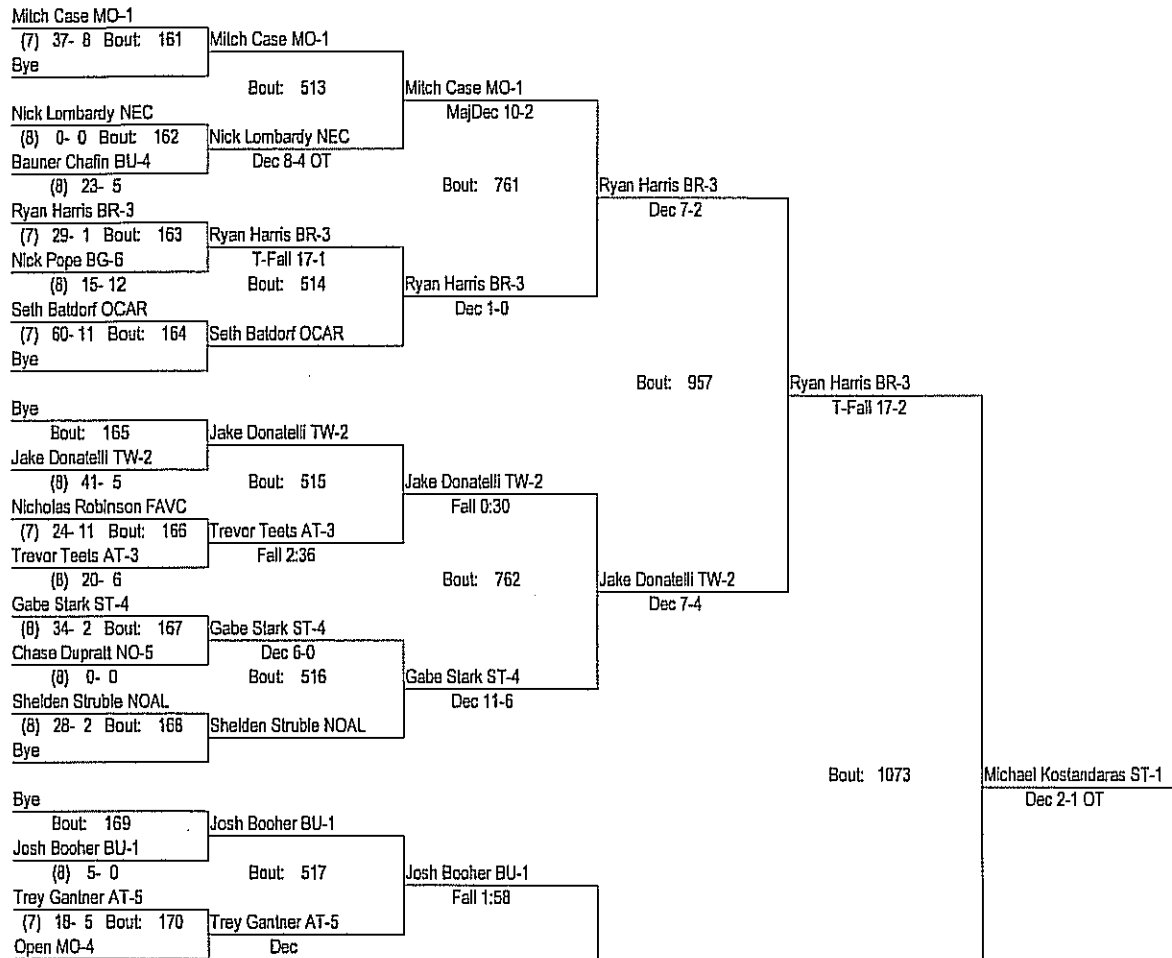 Mitch Case MO-1
(7) 37- 8 Bout: 161
Mitch Case MO-1
Bye
Bout: 513
Mitch Case MO-1
MajDec 10-2
Nick Lombardy NEC
(8) 0- 0 Bout: 162
Nick Lombardy NEC
Bauner Chafin BU-4
Dec 8-4 OT
(8) 23- 5
Bout: 761
Ryan Harris BR-3
Dec 7-2
Ryan Harris BR-3
(7) 29- 1 Bout: 163
Ryan Harris BR-3
Nick Pope BG-6
T-Fall 17-1
(8) 15- 12
Bout: 514
Ryan Harris BR-3
Dec 1-0
Seth Batdorf OCAR
(7) 60- 11 Bout: 164
Seth Batdorf OCAR
Bye
Bout: 957
Ryan Harris BR-3
T-Fall 17-2
Bye
Bout: 165
Jake Donatelli TW-2
Jake Donatelli TW-2
(8) 41- 5
Bout: 515
Jake Donatelli TW-2
Fall 0:30
Nicholas Robinson FAVC
(7) 24- 11 Bout: 166
Trevor Teets AT-3
Trevor Teets AT-3
Fall 2:36
(8) 20- 6
Bout: 762
Jake Donatelli TW-2
Dec 7-4
Gabe Stark ST-4
(8) 34- 2 Bout: 167
Gabe Stark ST-4
Chase Dupratt NO-5
Dec 6-0
(8) 0- 0
Bout: 516
Gabe Stark ST-4
Dec 11-6
Shelden Struble NOAL
(8) 28- 2 Bout: 168
Shelden Struble NOAL
Bye
Bout: 1073
Michael Kostandaras ST-1
Dec 2-1 OT
Bye
Bout: 169
Josh Booher BU-1
Josh Booher BU-1
(8) 5- 0
Bout: 517
Josh Booher BU-1
Fall 1:58
Trey Gantner AT-5
(7) 18- 5 Bout: 170
Trey Gantner AT-5
Open MO-4
Dec